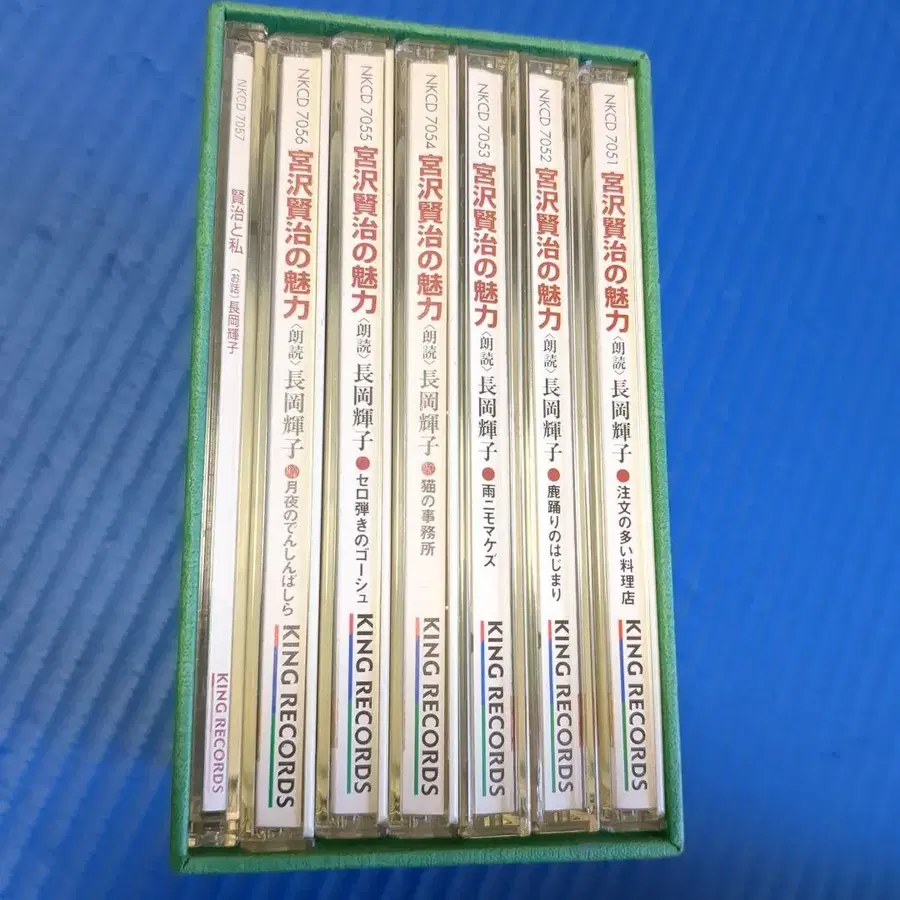 NKCD 7051 宮沢賢治の魅力〈朗読〉長岡輝子●注文の多い料理店 KING RECORDS
NKCD 7052 宮沢賢治の魅力〈朗読〉長岡輝子●鹿踊りのはじまり KING RECORDS
NKCD 7053 宮沢賢治の魅力〈朗読〉長岡輝子●雨ニモマケズ KING RECORDS
NKCD 7054 宮沢賢治の魅力〈朗読〉長岡輝子●猫の事務所 KING RECORDS
NKCD 7055 宮沢賢治の魅力〈朗読〉長岡輝子●セロ弾きのゴーシュ KING RECORDS
NKCD 7056 宮沢賢治の魅力〈朗読〉長岡輝子●月夜のでんしんばしら KING RECORDS
NKCD 7057 賢治と私 〈お話〉長岡輝子 KING RECORDS